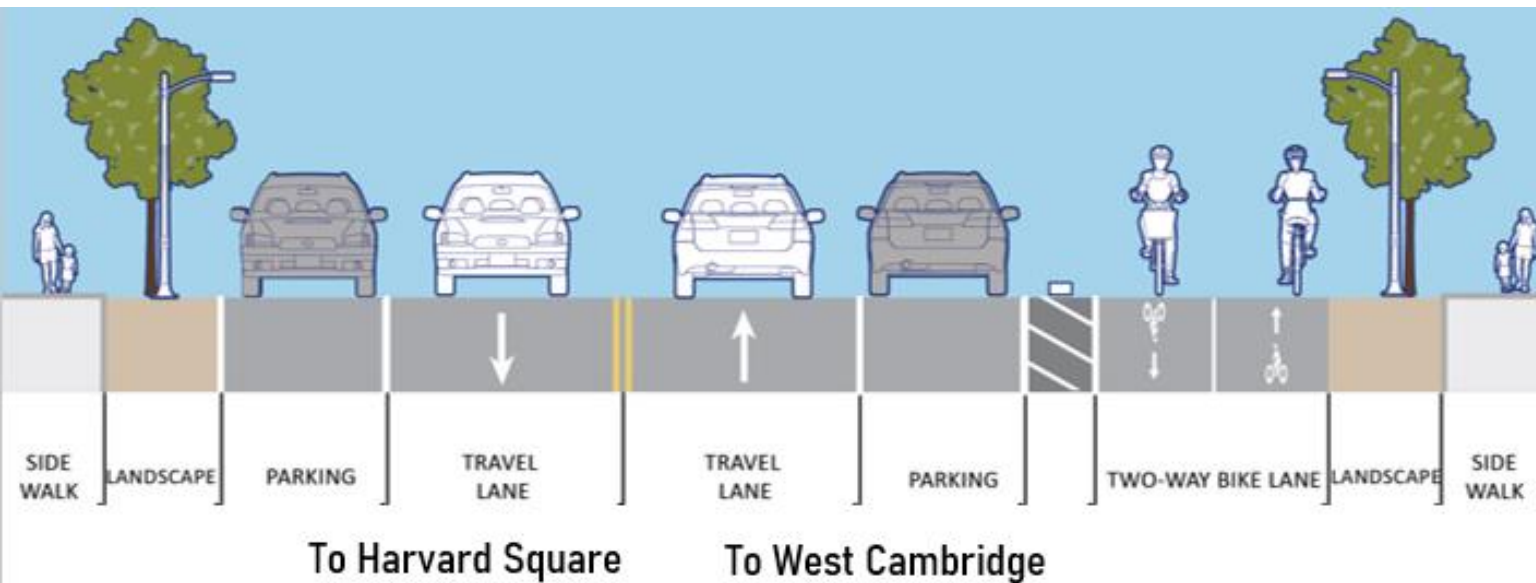 SIDE
WALK
LANDSCAPE
PARKING
TRAVEL
LANE
TRAVEL
LANE
PARKING
TWO-WAY BIKE LANE
LANDSCAPE
SIDE
WALK
To Harvard Square
To West Cambridge